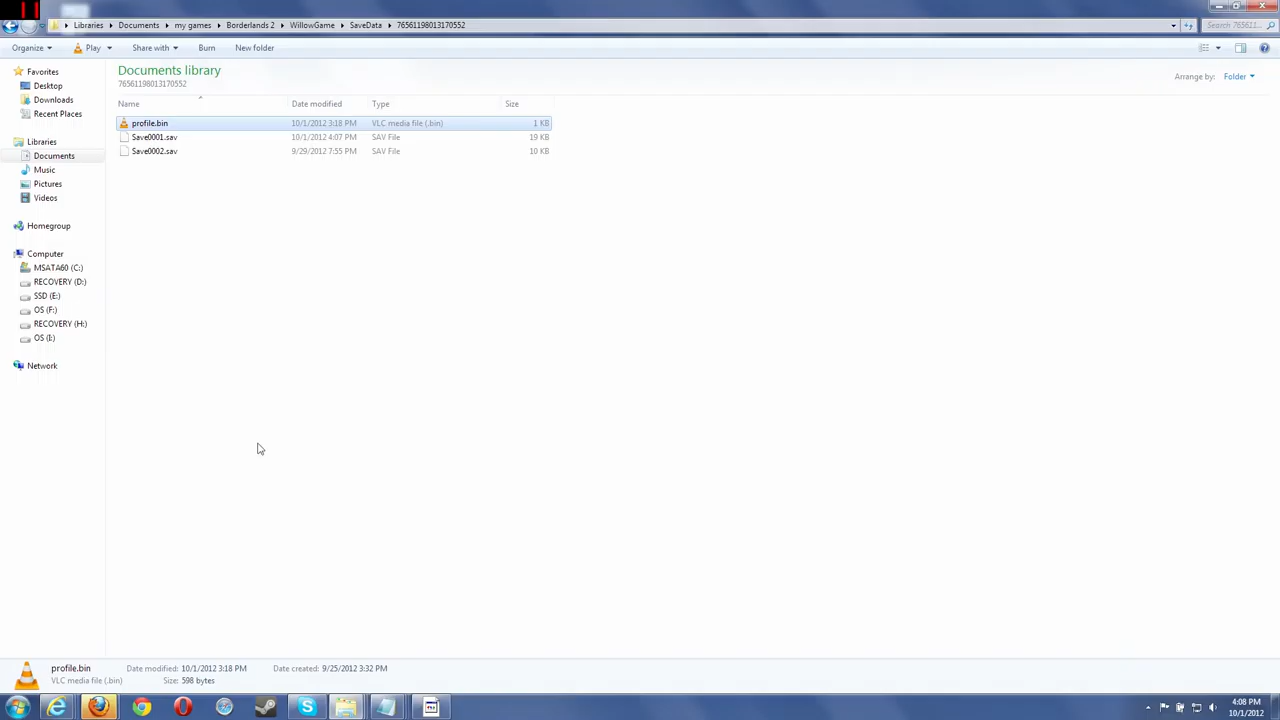 Libraries ▸ Documents ▸ my games ▸ Borderlands 2 ▸ WillowGame ▸ SaveData ▸ 76561198013170552
Search 765611...
Organize ▾ Play ▾ Share with ▾ Burn New folder
Favorites
Desktop
Downloads
Recent Places
Libraries
Documents
Music
Pictures
Videos
Homegroup
Computer
MSATA60 (C:)
RECOVERY (D:)
SSD (E:)
OS (F:)
RECOVERY (H:)
OS (I:)
Network
Documents library
76561198013170552
Arrange by: Folder ▾
Name Date modified Type Size
profile.bin 10/1/2012 3:18 PM VLC media file (.bin) 1 KB
Save0001.sav 10/1/2012 4:07 PM SAV File 19 KB
Save0002.sav 9/29/2012 7:55 PM SAV File 10 KB
profile.bin Date modified: 10/1/2012 3:18 PM Date created: 9/25/2012 3:32 PM
VLC media file (.bin) Size: 598 bytes
4:08 PM
10/1/2012